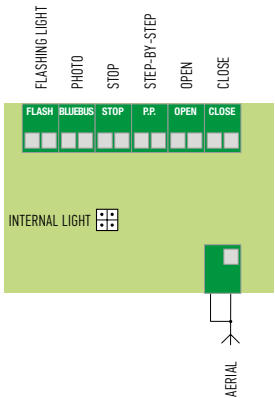 FLASHING LIGHT
PHOTO
STOP
STEP-BY-STEP
OPEN
CLOSE
FLASH
BLUEBUS
STOP
P.P.
OPEN
CLOSE
INTERNAL LIGHT
AERIAL